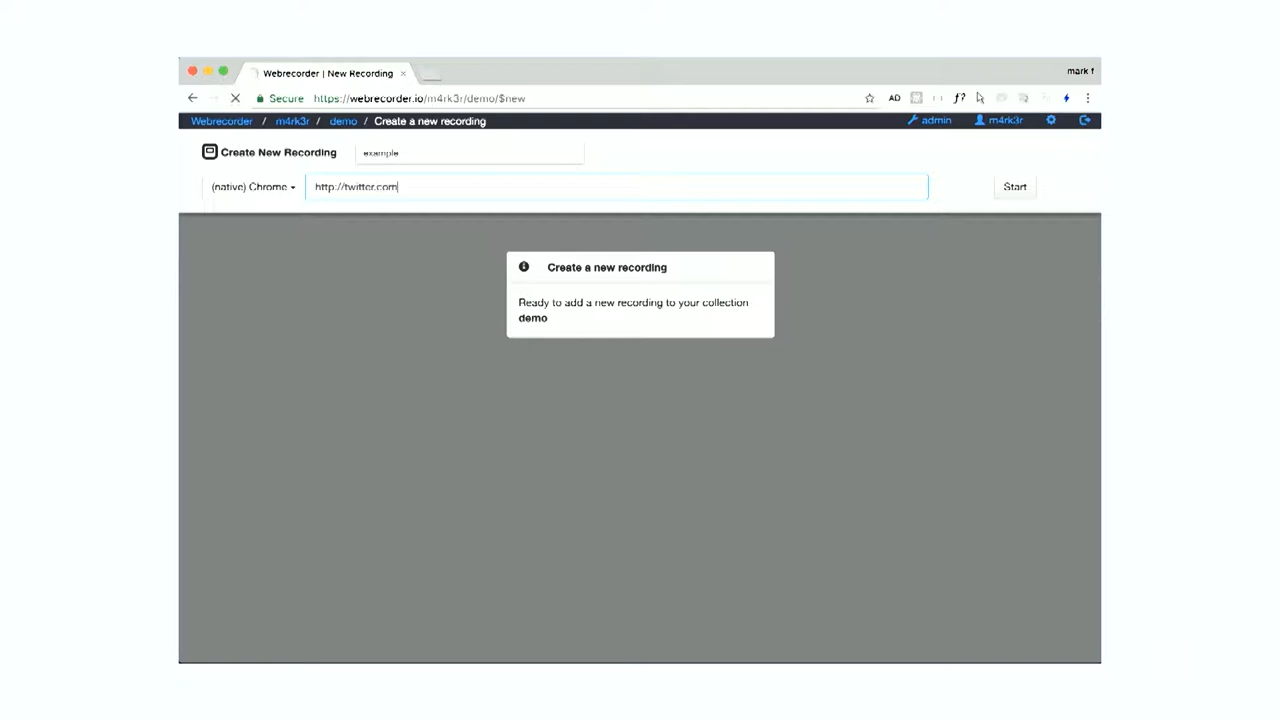 Webrecorder | New Recording ×
mark f
Secure https://webrecorder.io/m4rk3r/demo/$new
AD
ƒ?
Webrecorder / m4rk3r / demo / Create a new recording
admin m4rk3r
Create New Recording example
(native) Chrome http://twitter.com Start
Create a new recording
Ready to add a new recording to your collection
demo